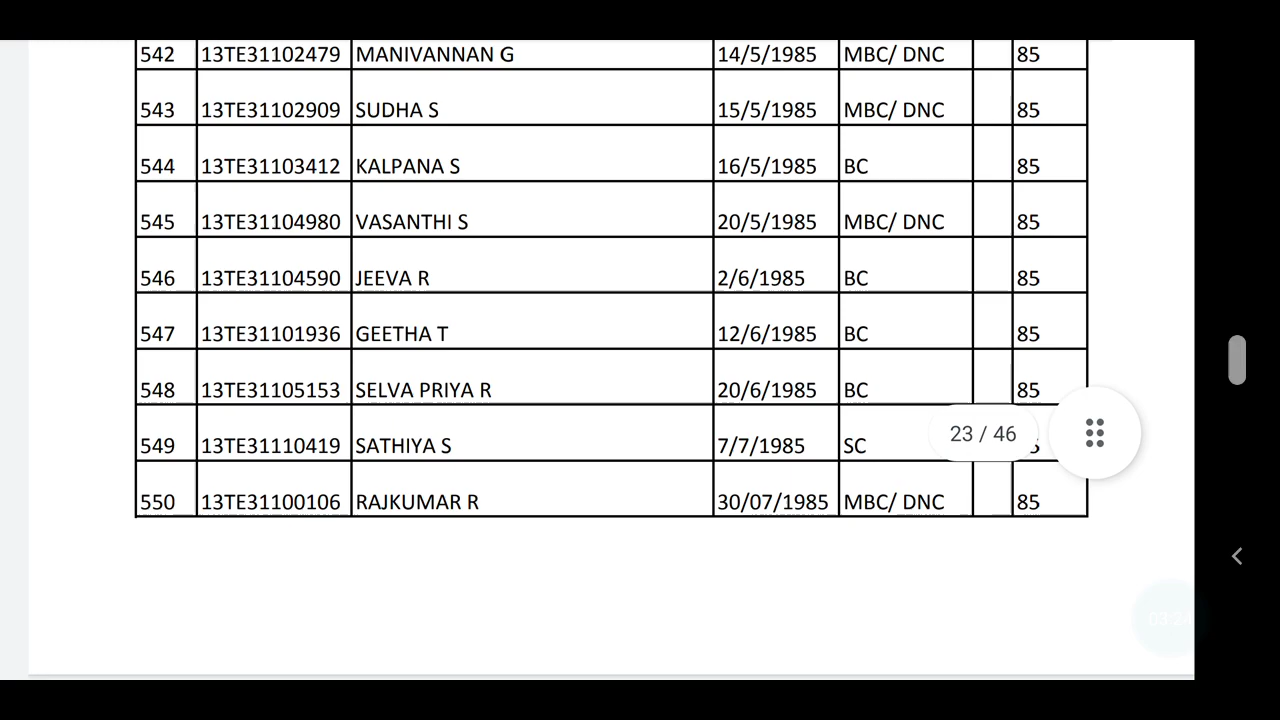 542 13TE31102479 MANIVANNAN G 14/5/1985 MBC/ DNC 85
543 13TE31102909 SUDHA S 15/5/1985 MBC/ DNC 85
544 13TE31103412 KALPANA S 16/5/1985 BC 85
545 13TE31104980 VASANTHI S 20/5/1985 MBC/ DNC 85
546 13TE31104590 JEEVA R 2/6/1985 BC 85
547 13TE31101936 GEETHA T 12/6/1985 BC 85
548 13TE31105153 SELVA PRIYA R 20/6/1985 BC 85
549 13TE31110419 SATHIYA S 7/7/1985 SC
23 / 46
550 13TE31100106 RAJKUMAR R 30/07/1985 MBC/ DNC 85
03:24